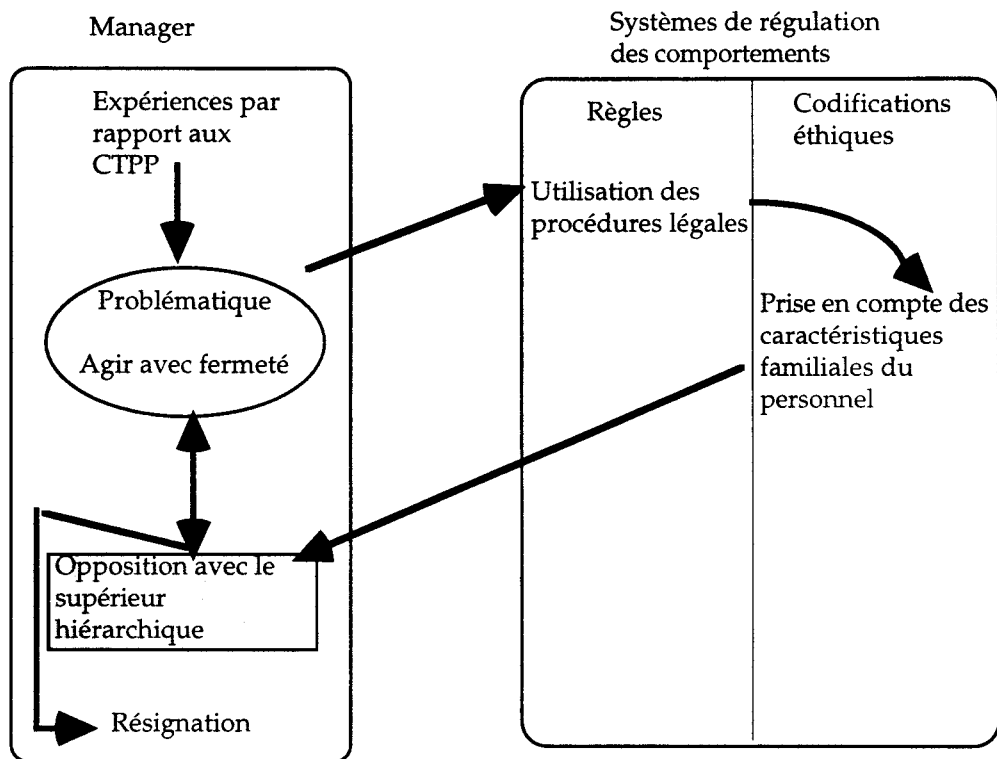 Manager
Expériences par
rapport aux
CTPP
Problématique
Agir avec fermeté
Opposition avec le
supérieur
hiérarchique
Résignation
Systèmes de régulation
des comportements
Règles
Utilisation des
procédures légales
Codifications
éthiques
Prise en compte des
caractéristiques
familiales du
personnel